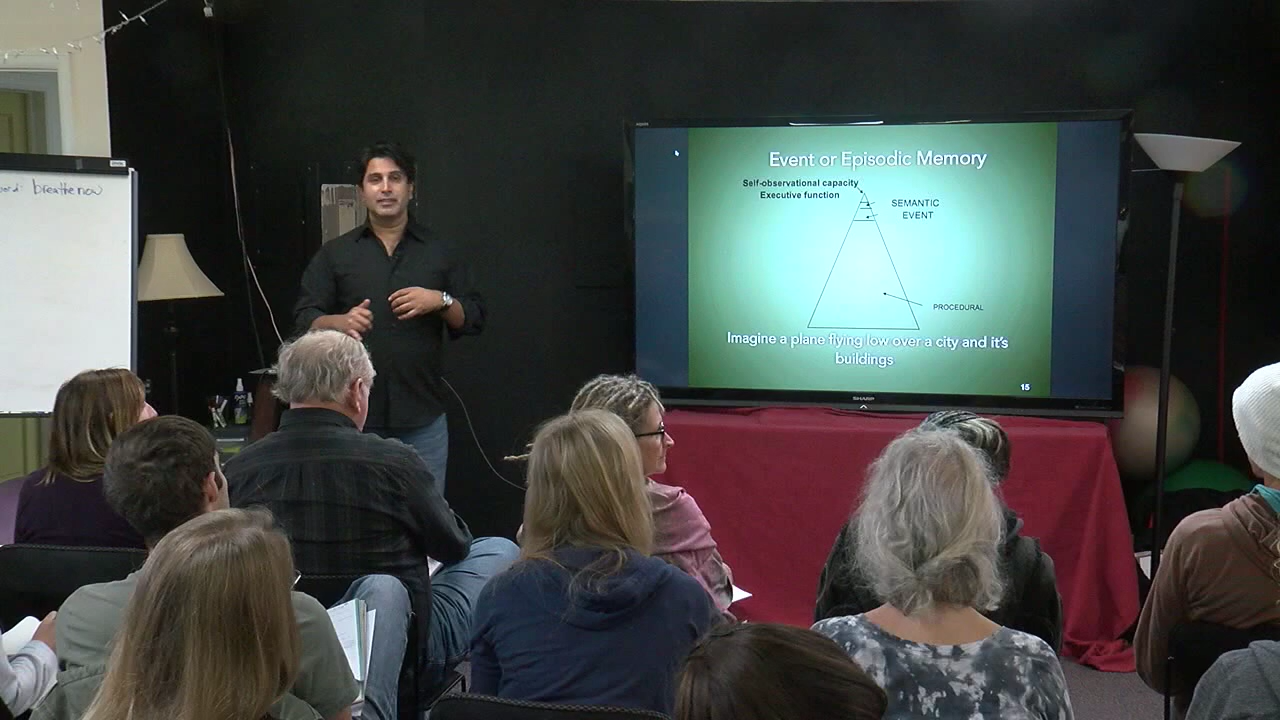 breathe now
Event or Episodic Memory
Self-observational capacity
Executive function
SEMANTIC
EVENT
PROCEDURAL
Imagine a plane flying low over a city and it's
buildings
15
SHARP